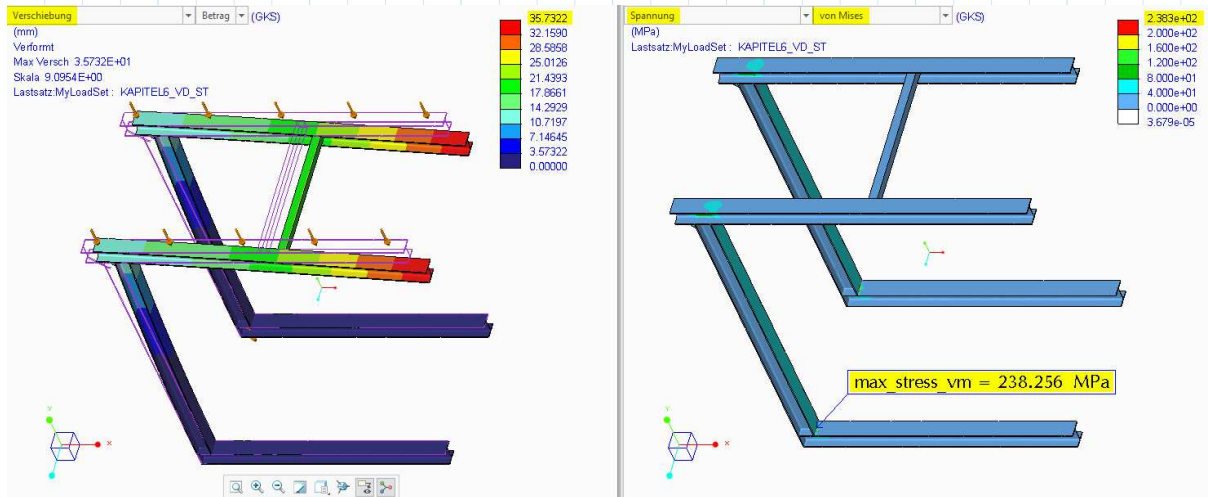 Verschiebung Betrag (GKS)
(mm)
Verformt
Max Versch 3.5732E+01
Skala 9.0954E+00
Lastsatz:MyLoadSet : KAPITEL6_VD_ST
35.7322
32.1590
28.5858
25.0126
21.4393
17.8661
14.2929
10.7197
7.14645
3.57322
0.00000
Y
X
Spannung von Mises (GKS)
(MPa)
Lastsatz:MyLoadSet : KAPITEL6_VD_ST
2.383e+02
2.000e+02
1.600e+02
1.200e+02
8.000e+01
4.000e+01
0.000e+00
3.679e-05
max_stress_vm = 238.256 MPa
Y
X